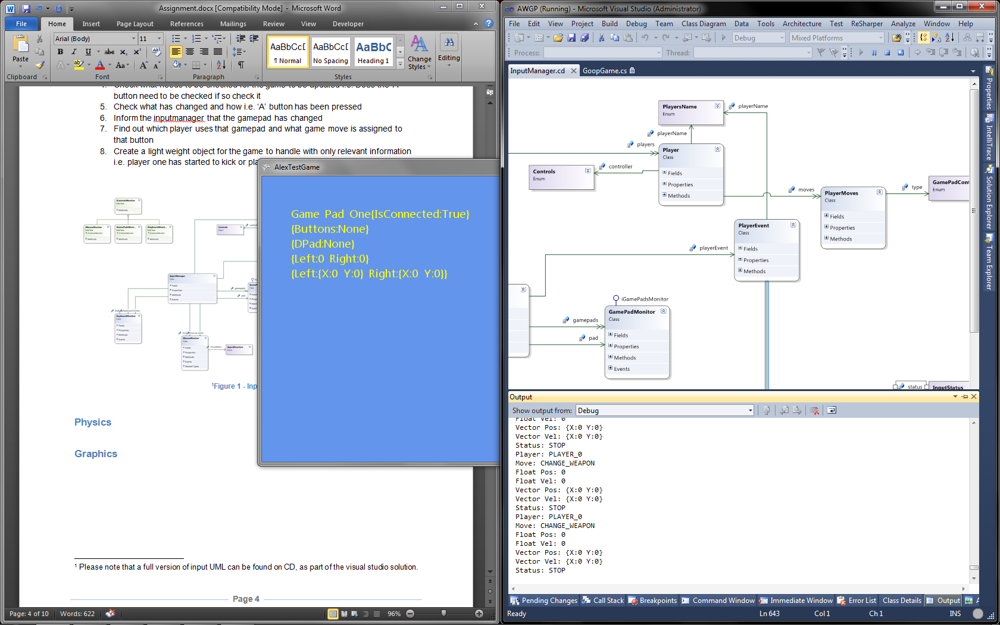 Assignment.docx [Compatibility Mode] - Microsoft Word
File Home Insert Page Layout References Mailings Review View Developer
Paste
Arial (Body) 11
AaBbCcDc AaBbCcDc AaBbC
¶ Normal No Spacing Heading 1
Change Styles
Editing
Clipboard Font Paragraph Styles
button need to be checked if so check it
5. Check what has changed and how i.e. ‘A’ button has been pressed
6. Inform the inputmanager that the gamepad has changed
7. Find out which player uses that gamepad and what game move is assigned to
that button
8. Create a light weight object for the game to handle with only relevant information
i.e. player one has started to kick or pla
InputManager
Controls
KeyboardMonitor
MouseMonitor
InputDirection
gamepads
pad
¹Figure 1 - Inp
Physics
Graphics
¹ Please note that a full version of input UML can be found on CD, as part of the visual studio solution.
Page 4
Page: 4 of 10 Words: 622 96%
AlexTestGame
Game Pad One{IsConnected:True}
{Buttons:None}
{DPad:None}
{Left:0 Right:0}
{Left:{X:0 Y:0} Right:{X:0 Y:0}}
AWGP (Running) - Microsoft Visual Studio (Administrator)
File Edit View Project Build Debug Team Class Diagram Data Tools Architecture Test ReSharper Analyze Window Help
Debug Mixed Platforms
Process: Thread:
InputManager.cd GoopGame.cs
PlayersName
Enum
playerName
playerName
players
Player
Class
Fields
Properties
Methods
Controls
Enum
controller
moves
PlayerMoves
Class
Fields
Properties
Methods
type
GamePadCont
Enum
PlayerEvent
Class
Fields
Properties
Methods
playerEvent
iGamePadsMonitor
GamePadMonitor
Class
Fields
Properties
Methods
Events
gamepads
pad
status
InputStatus
Properties
IntelliTrace
Solution Explorer
Team Explorer
Output
Show output from: Debug
Float Vel: 0
Vector Pos: {X:0 Y:0}
Vector Vel: {X:0 Y:0}
Status: STOP
Player: PLAYER_0
Move: CHANGE_WEAPON
Float Pos: 0
Float Vel: 0
Vector Pos: {X:0 Y:0}
Vector Vel: {X:0 Y:0}
Status: STOP
Player: PLAYER_0
Move: CHANGE_WEAPON
Float Pos: 0
Float Vel: 0
Vector Pos: {X:0 Y:0}
Vector Vel: {X:0 Y:0}
Status: STOP
Pending Changes Call Stack Breakpoints Command Window Immediate Window Error List Class Details Output
Ready Ln 643 Col 1 Ch 1 INS